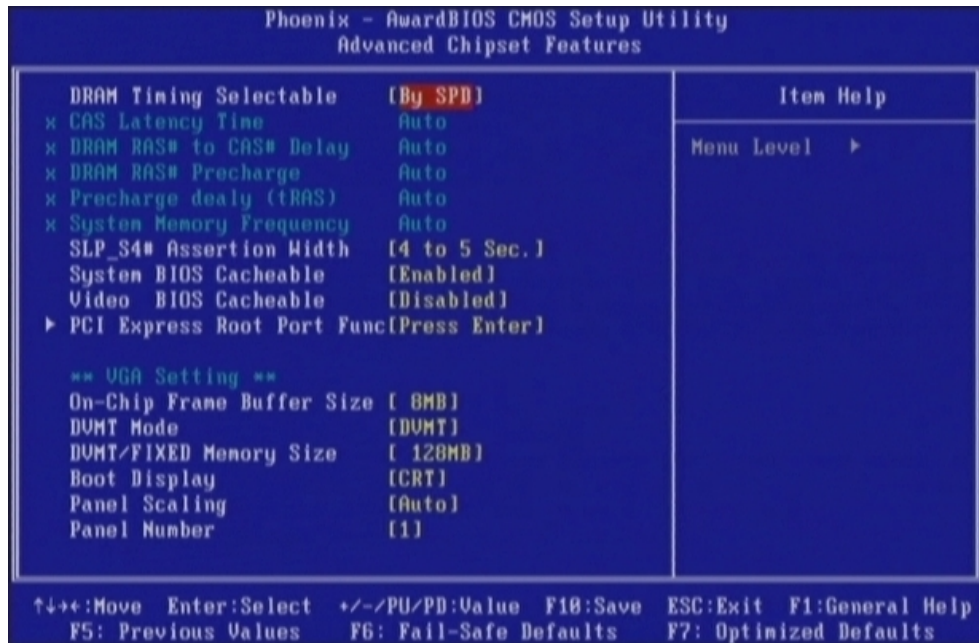 Phoenix - AwardBIOS CMOS Setup Utility
Advanced Chipset Features
DRAM Timing Selectable [By SPD]
x CAS Latency Time Auto
x DRAM RAS# to CAS# Delay Auto
x DRAM RAS# Precharge Auto
x Precharge dealy (tRAS) Auto
x System Memory Frequency Auto
SLP_S4# Assertion Width [4 to 5 Sec.]
System BIOS Cacheable [Enabled]
Video BIOS Cacheable [Disabled]
▶ PCI Express Root Port Func[Press Enter]
** VGA Setting **
On-Chip Frame Buffer Size [ 8MB]
DVMT Mode [DVMT]
DVMT/FIXED Memory Size [ 128MB]
Boot Display [CRT]
Panel Scaling [Auto]
Panel Number [1]
Item Help
Menu Level ▶
↑↓→←:Move Enter:Select +/-/PU/PD:Value F10:Save ESC:Exit F1:General Help
F5: Previous Values F6: Fail-Safe Defaults F7: Optimized Defaults